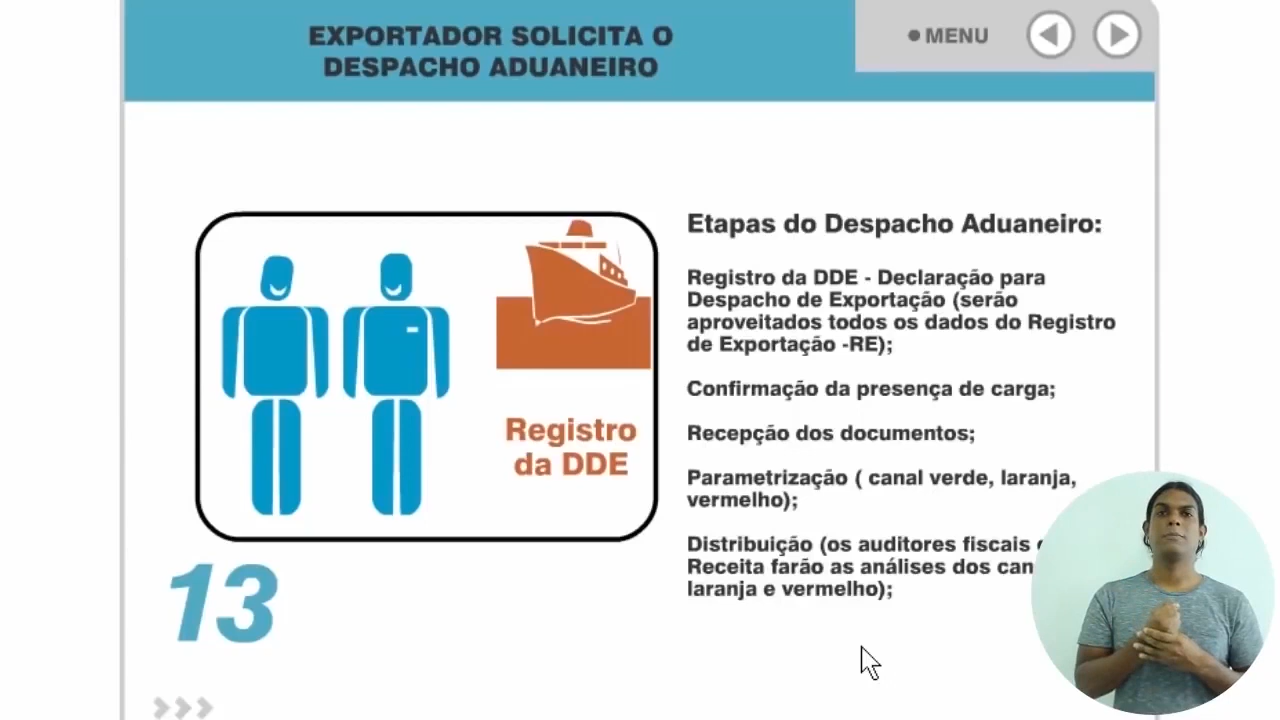 EXPORTADOR SOLICITA O
DESPACHO ADUANEIRO
MENU
Registro
da DDE
13
Etapas do Despacho Aduaneiro:
Registro da DDE - Declaração para
Despacho de Exportação (serão
aproveitados todos os dados do Registro
de Exportação -RE);
Confirmação da presença de carga;
Recepção dos documentos;
Parametrização ( canal verde, laranja,
vermelho);
Distribuição (os auditores fiscais
Receita farão as análises dos
laranja e vermelho);